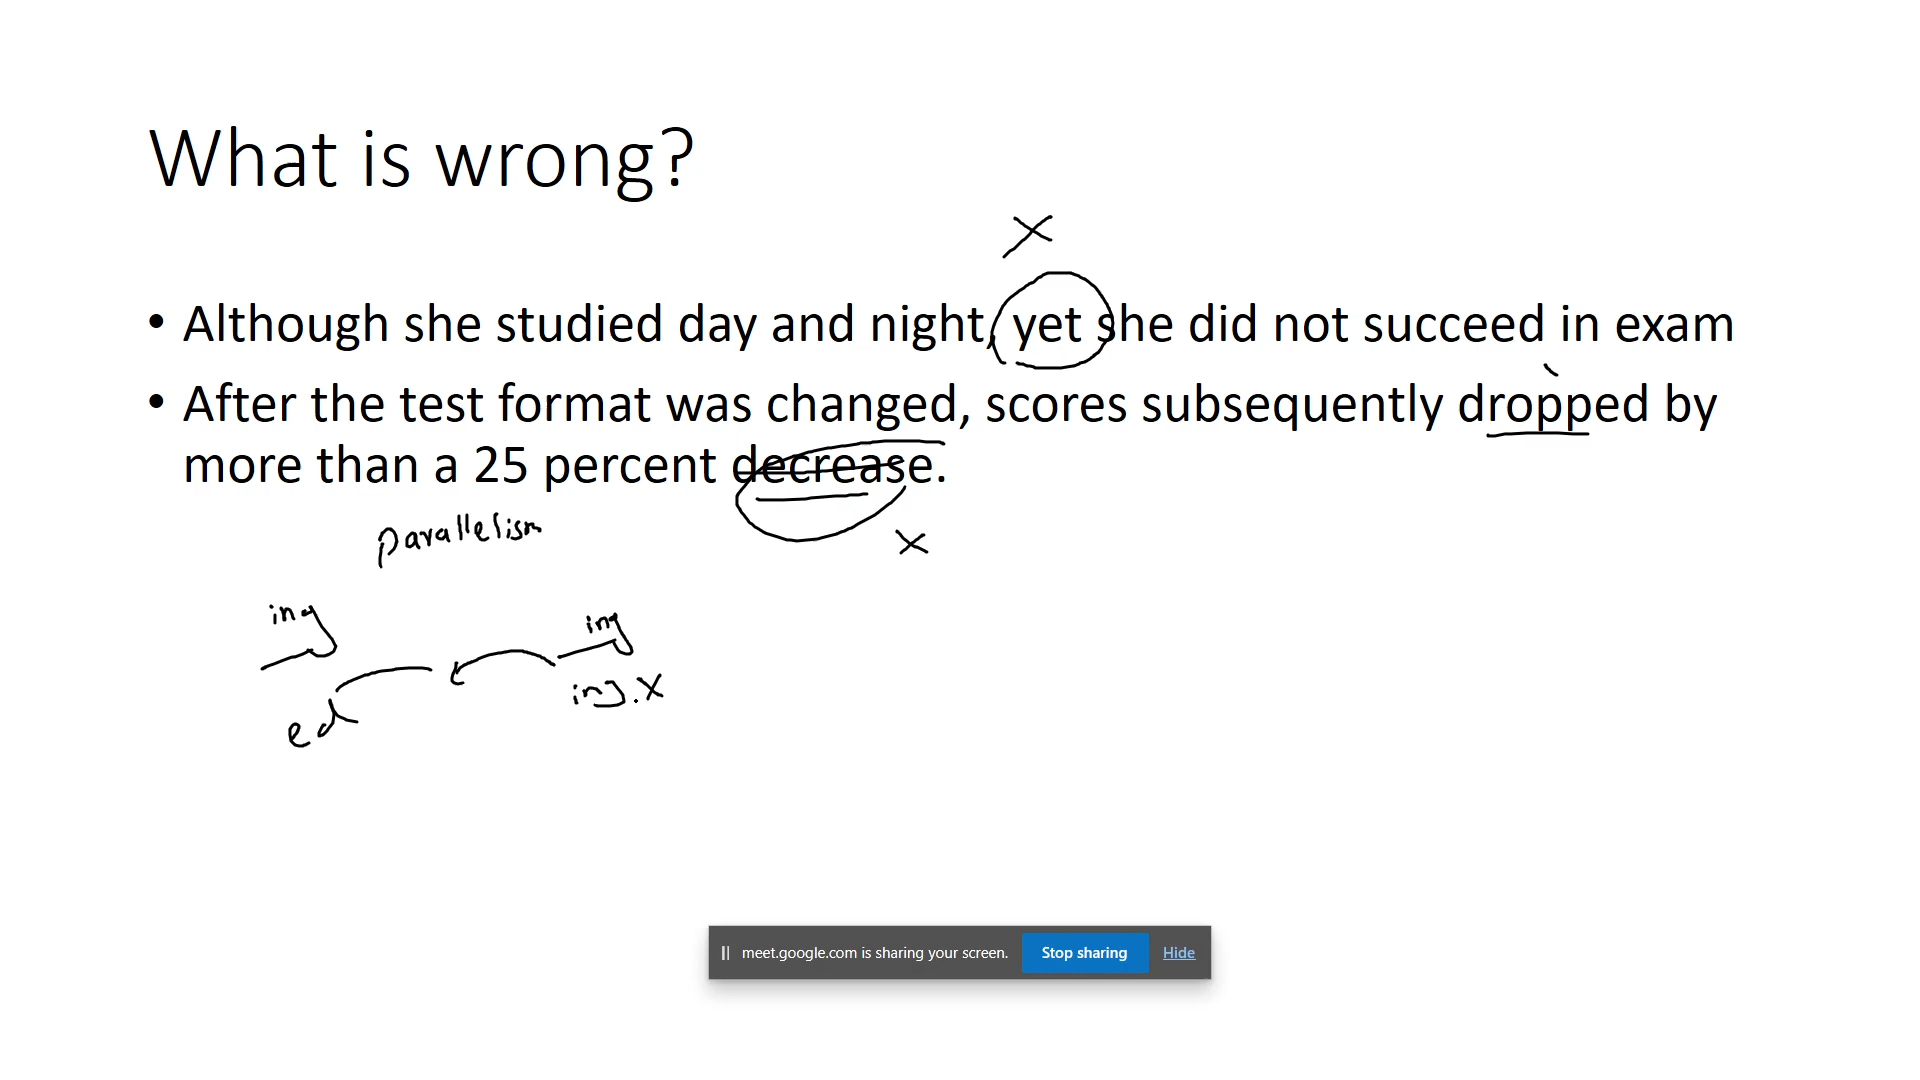 What is wrong?
X
• Although she studied day and night, yet she did not succeed in exam
• After the test format was changed, scores subsequently dropped by
more than a 25 percent decrease.
parallelism
x
ing ing
ing.X
ed
meet.google.com is sharing your screen. Stop sharing Hide